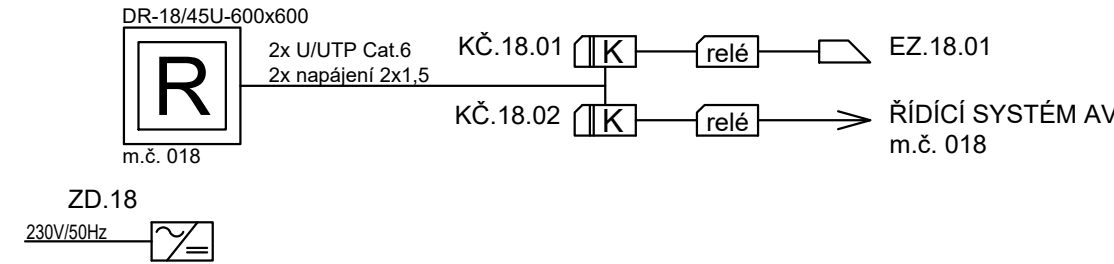 DR-18/45U-600x600
R
m.č. 018
2x U/UTP Cat.6
2x napájení 2x1,5
KČ.18.01
K
relé
EZ.18.01
KČ.18.02
K
relé
ŘÍDÍCÍ SYSTÉM AV
m.č. 018
ZD.18
230V/50Hz